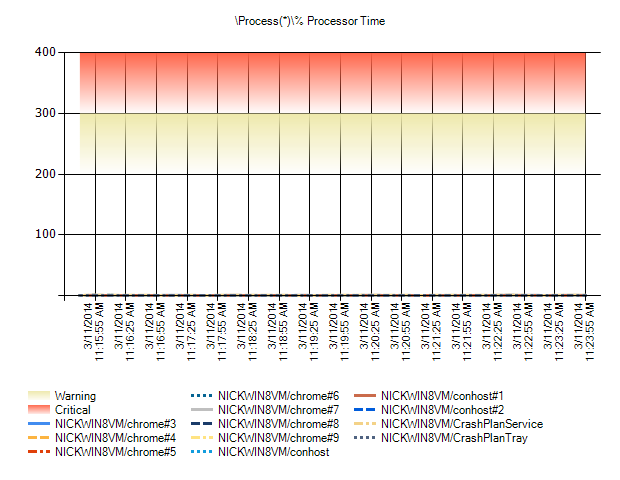 \Process(*)\% Processor Time
400
300
200
100
3/11/2014 11:15:55 AM
3/11/2014 11:16:25 AM
3/11/2014 11:16:55 AM
3/11/2014 11:17:25 AM
3/11/2014 11:17:55 AM
3/11/2014 11:18:25 AM
3/11/2014 11:18:55 AM
3/11/2014 11:19:25 AM
3/11/2014 11:19:55 AM
3/11/2014 11:20:25 AM
3/11/2014 11:20:55 AM
3/11/2014 11:21:25 AM
3/11/2014 11:21:55 AM
3/11/2014 11:22:25 AM
3/11/2014 11:22:55 AM
3/11/2014 11:23:25 AM
3/11/2014 11:23:55 AM
Warning
Critical
NICKWIN8VM/chrome#3
NICKWIN8VM/chrome#4
NICKWIN8VM/chrome#5
NICKWIN8VM/chrome#6
NICKWIN8VM/chrome#7
NICKWIN8VM/chrome#8
NICKWIN8VM/chrome#9
NICKWIN8VM/conhost
NICKWIN8VM/conhost#1
NICKWIN8VM/conhost#2
NICKWIN8VM/CrashPlanService
NICKWIN8VM/CrashPlanTray